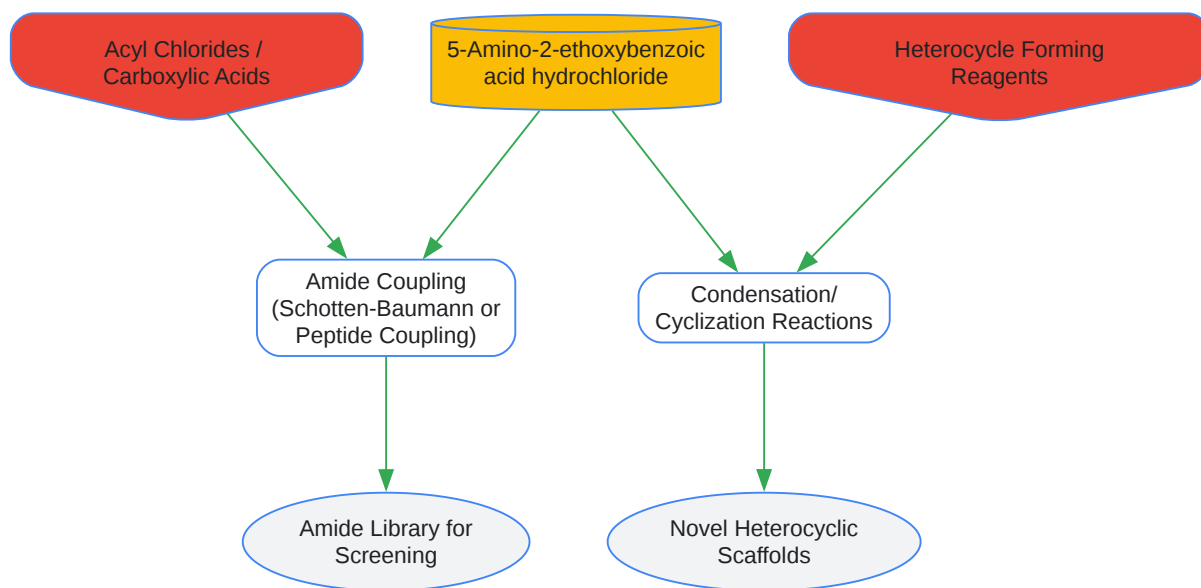 Acyl Chlorides /
Carboxylic Acids
5-Amino-2-ethoxybenzoic
acid hydrochloride
Heterocycle Forming
Reagents
Amide Coupling
(Schotten-Baumann or
Peptide Coupling)
Condensation/
Cyclization Reactions
Amide Library for
Screening
Novel Heterocyclic
Scaffolds